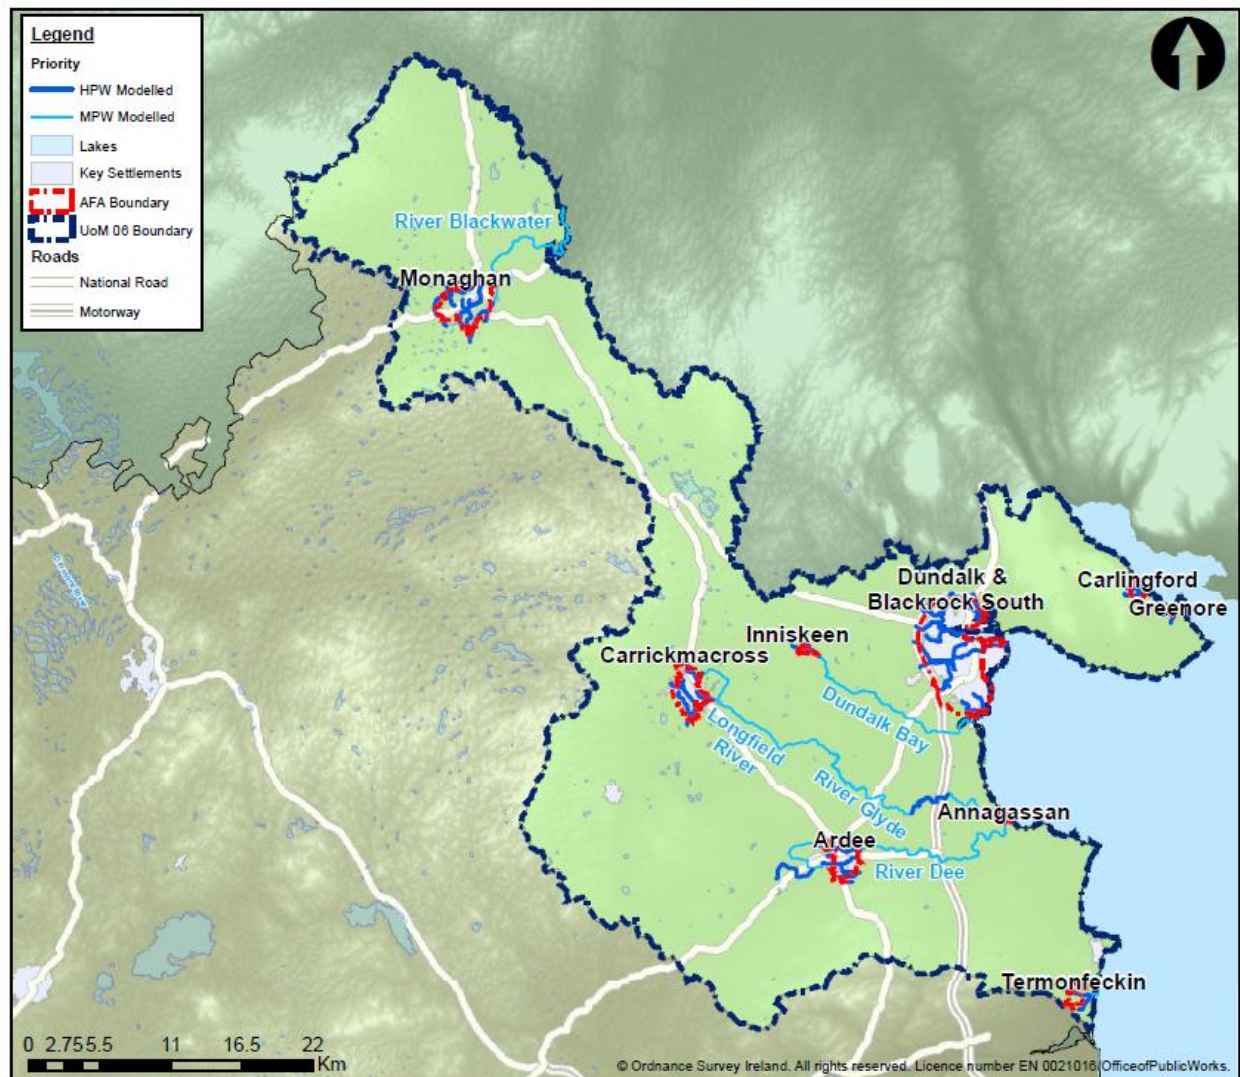 Legend
Priority
HPW Modelled
MPW Modelled
Lakes
Key Settlements
AFA Boundary
UoM 06 Boundary
Roads
National Road
Motorway
River Blackwater
Monaghan
Dundalk &
Blackrock South
Carlingford
Greenore
Inniskeen
Carrickmacross
Dundalk Bay
Longfield
River
River Glyde
Annagassan
Ardee
River Dee
Termonfeckin
0 2.75 5.5 11 16.5 22
Km
© Ordnance Survey Ireland. All rights reserved. Licence number EN 0021016/OfficeofPublicWorks.